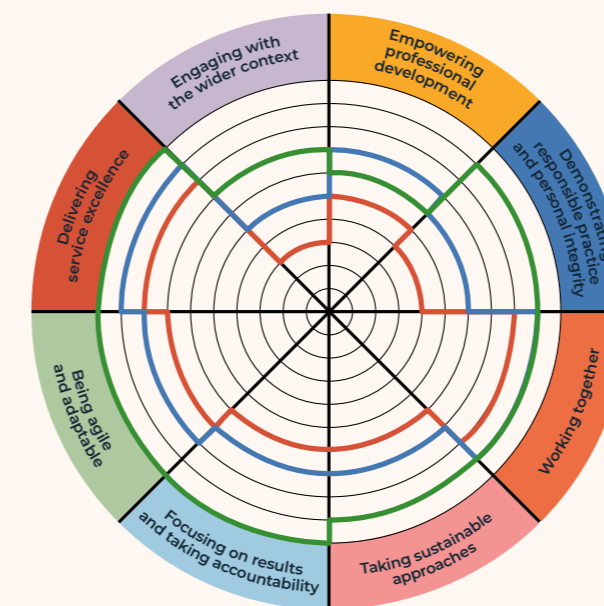 Engaging with
the wider context
Empowering
professional
development
Demonstrating
responsible practice
and personal integrity
Working together
Taking sustainable
approaches
Focusing on results
and taking accountability
Being agile
and adaptable
Delivering
service excellence